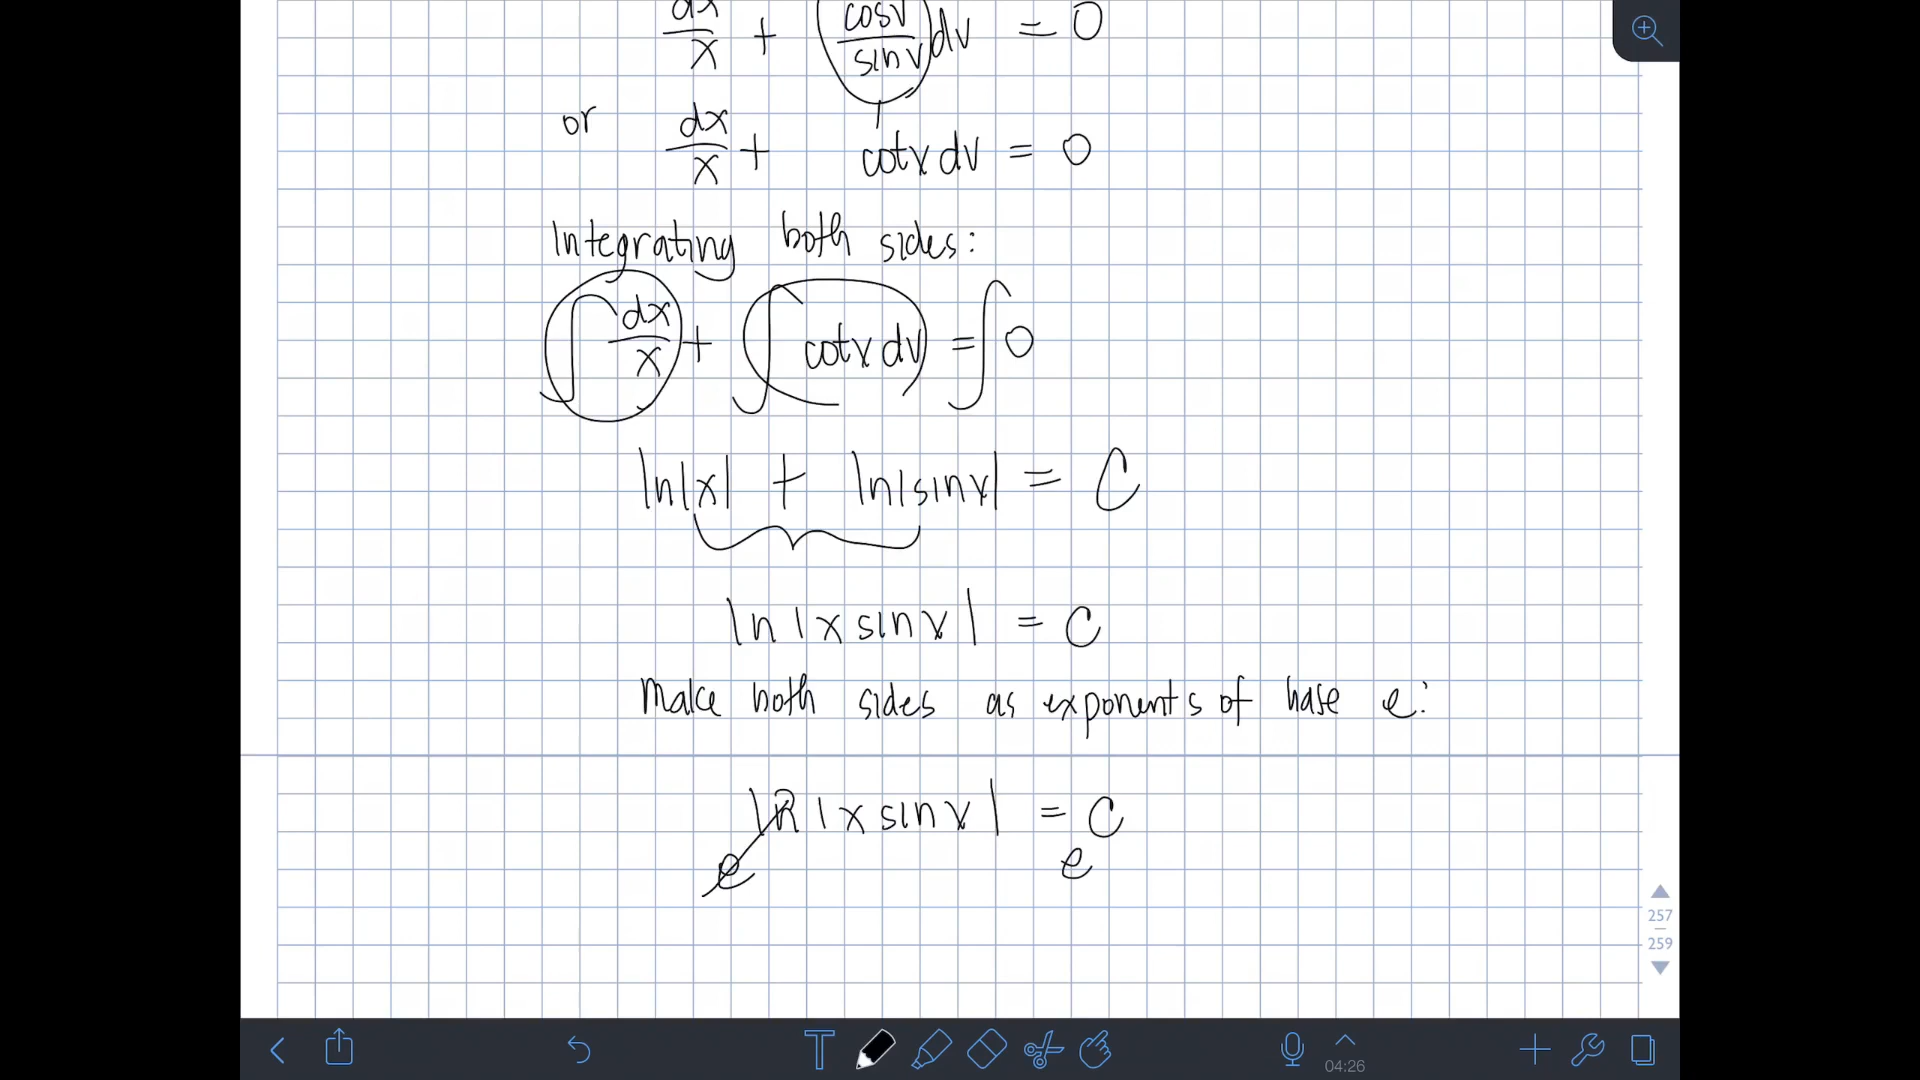 dx/x + (cosv/sinv)dv = 0
or dx/x + cotv dv = 0
Integrating both sides:
∫dx/x + ∫cotv dv = ∫0
ln|x| + ln|sinv| = C
ln|x sinv| = C
Make both sides as exponents of base e:
e^ln|x sinv| = e^C
257
259
04:26